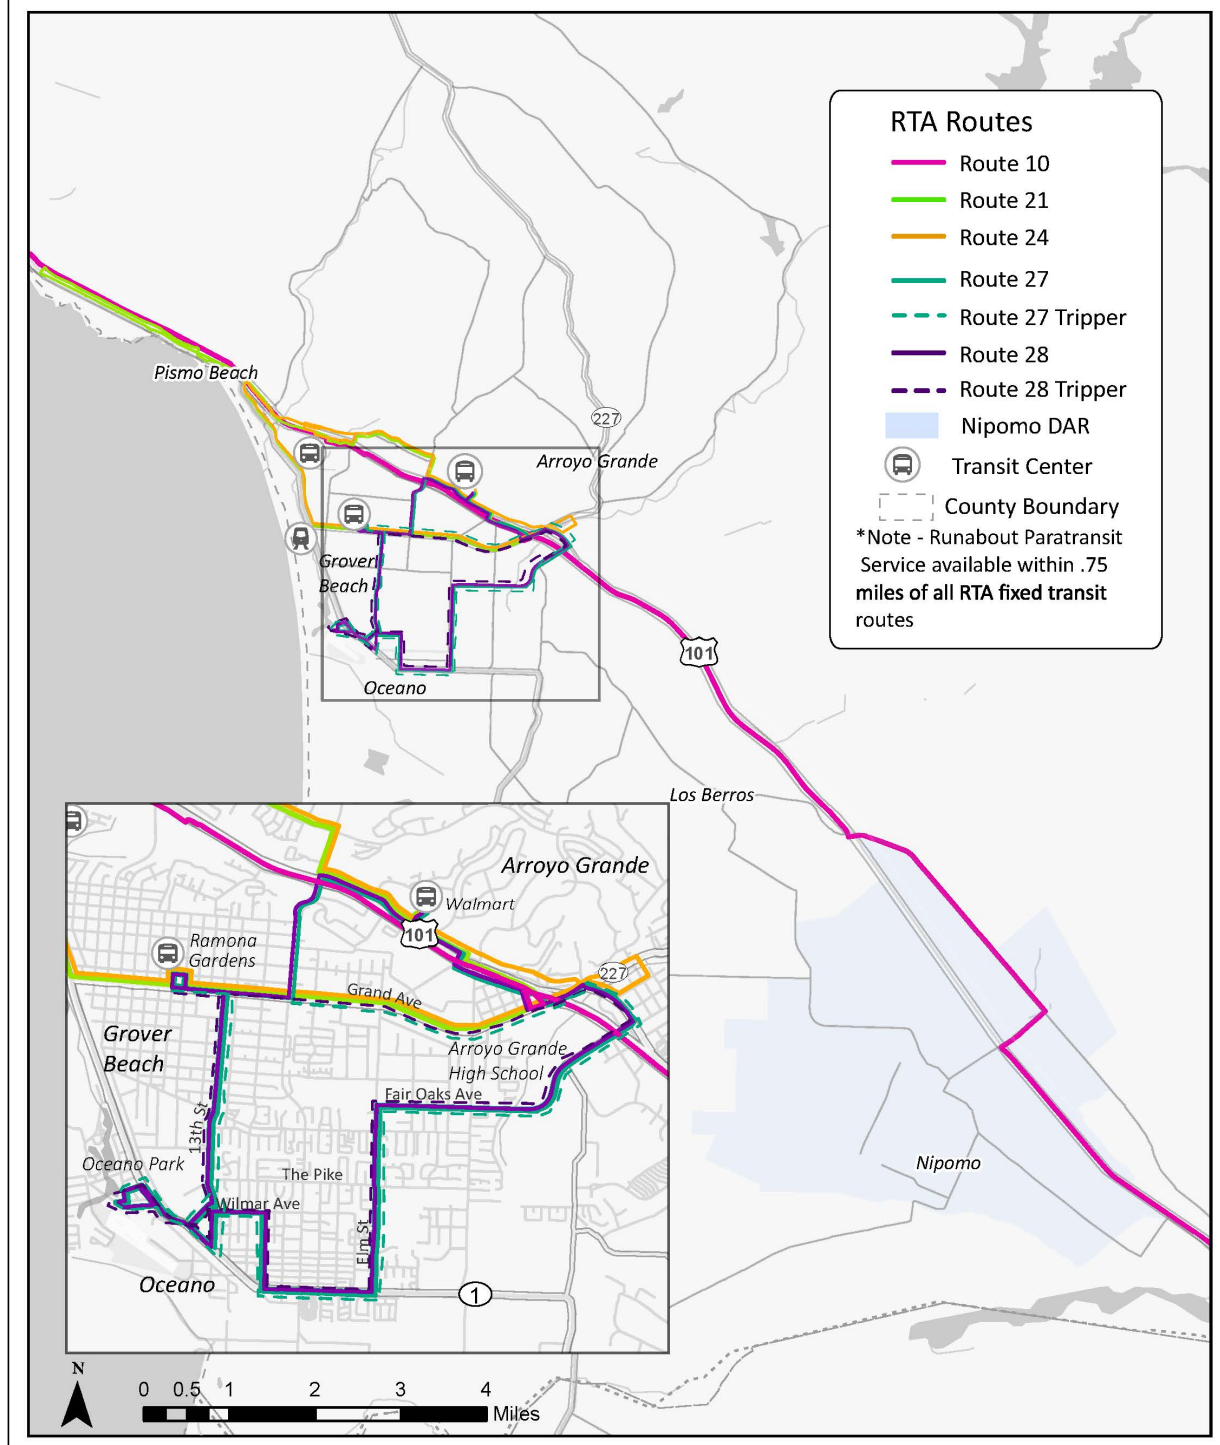 RTA Routes
Route 10
Route 21
Route 24
Route 27
Route 27 Tripper
Route 28
Route 28 Tripper
Nipomo DAR
Transit Center
County Boundary
*Note - Runabout Paratransit
Service available within .75
miles of all RTA fixed transit
routes
Pismo Beach
227
Arroyo Grande
Grover
Beach
101
Oceano
Los Berros
Arroyo Grande
Walmart
101
Ramona
Gardens
227
Grand Ave
Grover
Beach
Arroyo Grande
High School
Fair Oaks Ave
13th St
Oceano Park
The Pike
Wilmar Ave
Elm St
Oceano
1
Nipomo
N
0 0.5 1 2 3 4
Miles